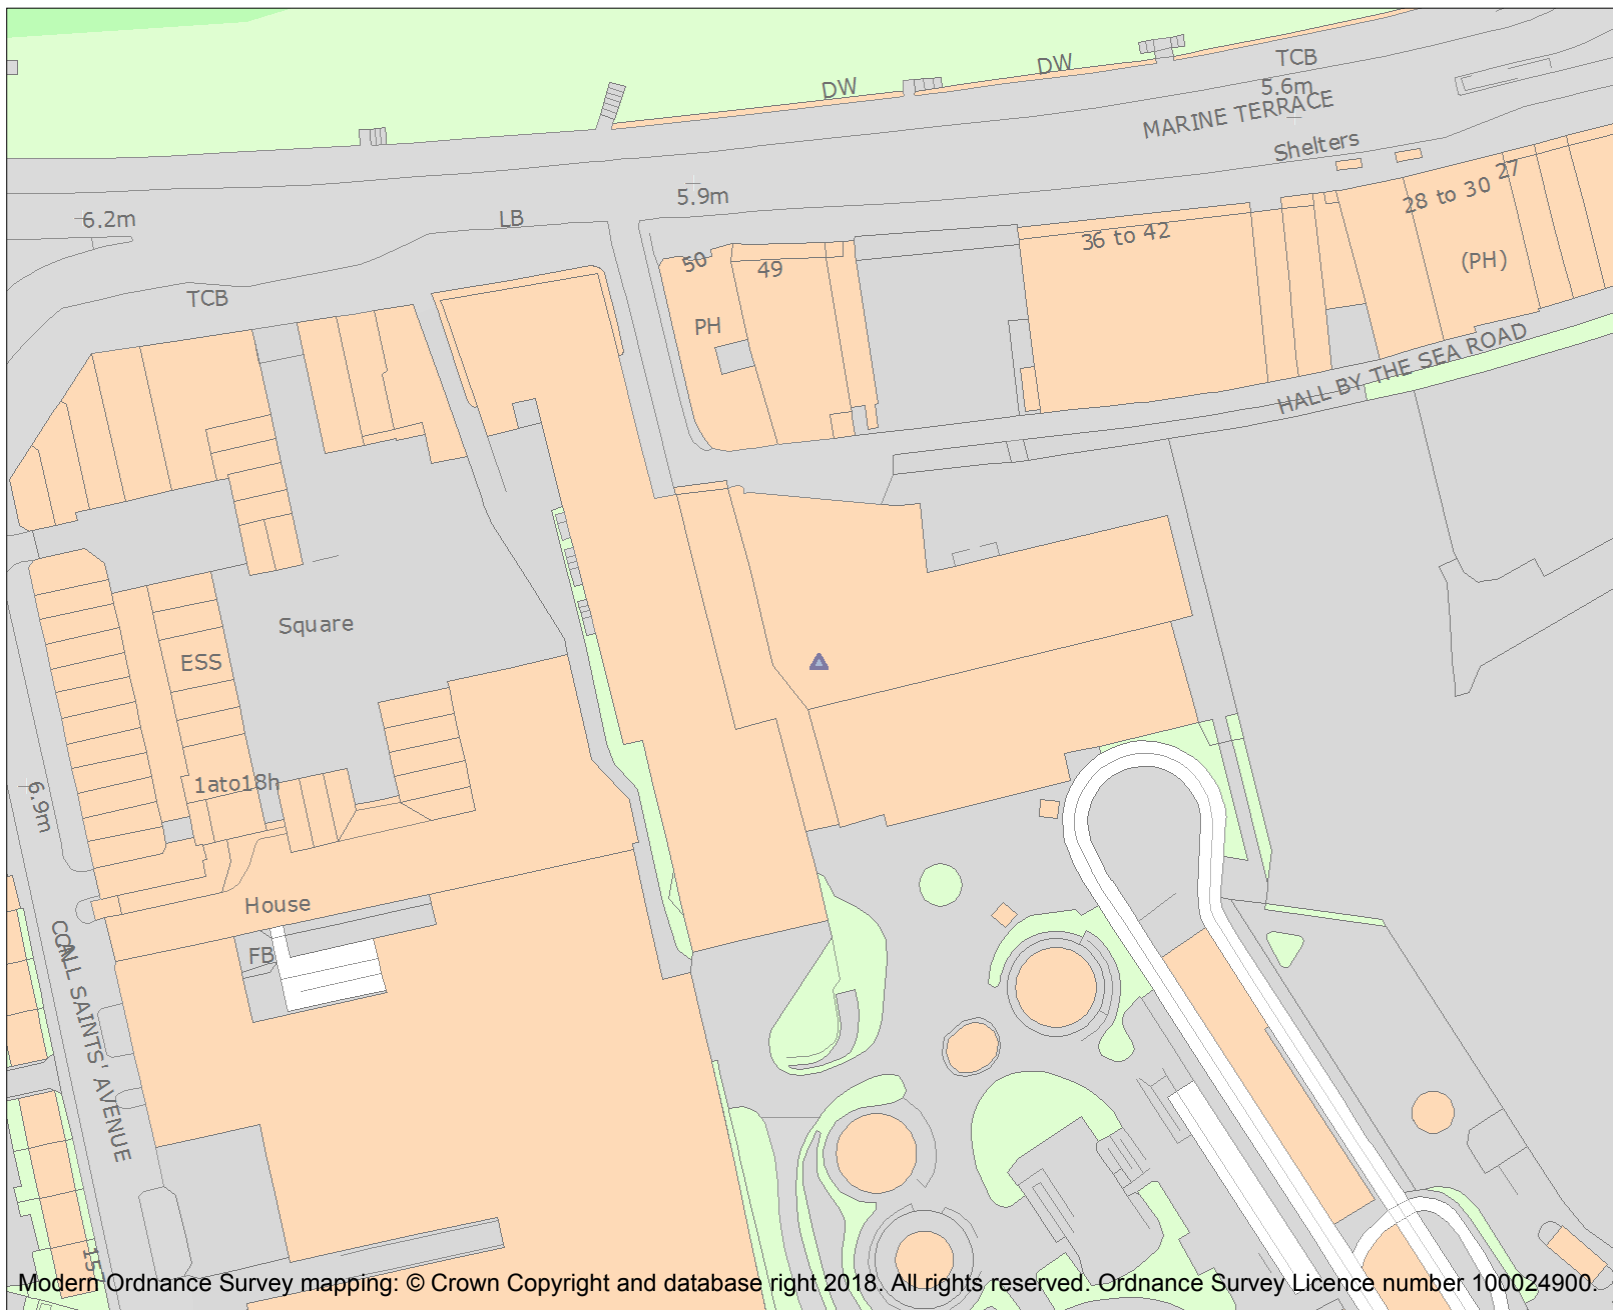 DW
DW
TCB
5.6m
MARINE TERRACE
Shelters
5.9m
6.2m
LB
27
28 to 30
36 to 42
50
49
(PH)
TCB
PH
HALL BY THE SEA ROAD
Square
ESS
1ato18h
6.9m
House
FB
ALL SAINTS' AVENUE
Modern Ordnance Survey mapping: © Crown Copyright and database right 2018. All rights reserved. Ordnance Survey Licence number 100024900.